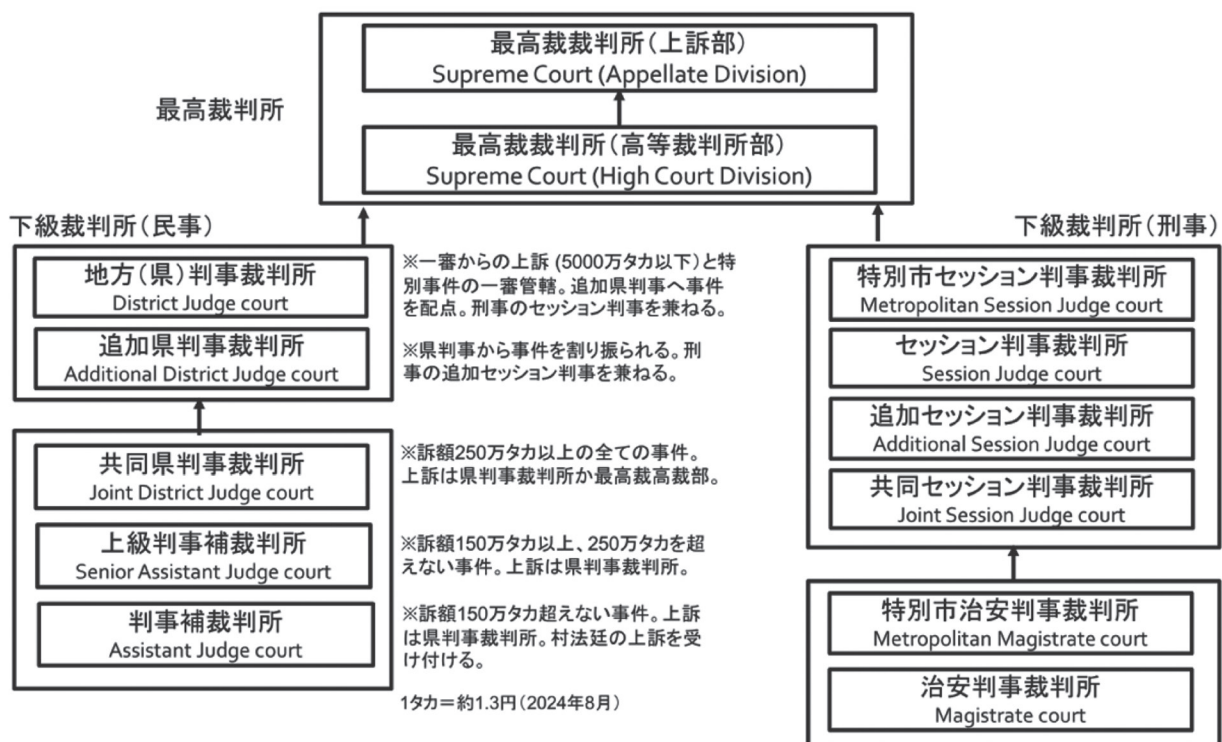 最高裁判所
最高裁裁判所(上訴部)
Supreme Court (Appellate Division)
最高裁裁判所(高等裁判所部)
Supreme Court (High Court Division)
下級裁判所(民事)
地方(県)判事裁判所
District Judge court
追加県判事裁判所
Additional District Judge court
共同県判事裁判所
Joint District Judge court
上級判事補裁判所
Senior Assistant Judge court
判事補裁判所
Assistant Judge court
※一審からの上訴 (5000万タカ以下)と特
別事件の一審管轄。追加県判事へ事件
を配点。刑事のセッション判事を兼ねる。
※県判事から事件を割り振られる。刑
事の追加セッション判事を兼ねる。
※訴額250万タカ以上の全ての事件。
上訴は県判事裁判所か最高裁高裁部。
※訴額150万タカ以上、250万タカを超
えない事件。上訴は県判事裁判所。
※訴額150万タカ超えない事件。上訴
は県判事裁判所。村法廷の上訴を受
け付ける。
1タカ=約1.3円(2024年8月)
下級裁判所(刑事)
特別市セッション判事裁判所
Metropolitan Session Judge court
セッション判事裁判所
Session Judge court
追加セッション判事裁判所
Additional Session Judge court
共同セッション判事裁判所
Joint Session Judge court
特別市治安判事裁判所
Metropolitan Magistrate court
治安判事裁判所
Magistrate court